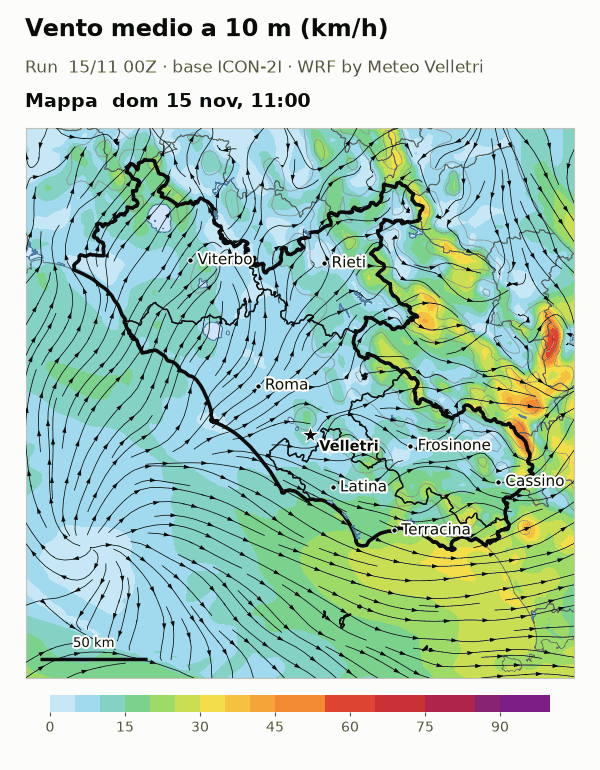 Vento medio a 10 m (km/h)
Run 15/11 00Z · base ICON-2I · WRF by Meteo Velletri
Mappa dom 15 nov, 11:00
Viterbo
Rieti
Roma
Velletri
Frosinone
Latina
Cassino
Terracina
50 km
0 15 30 45 60 75 90